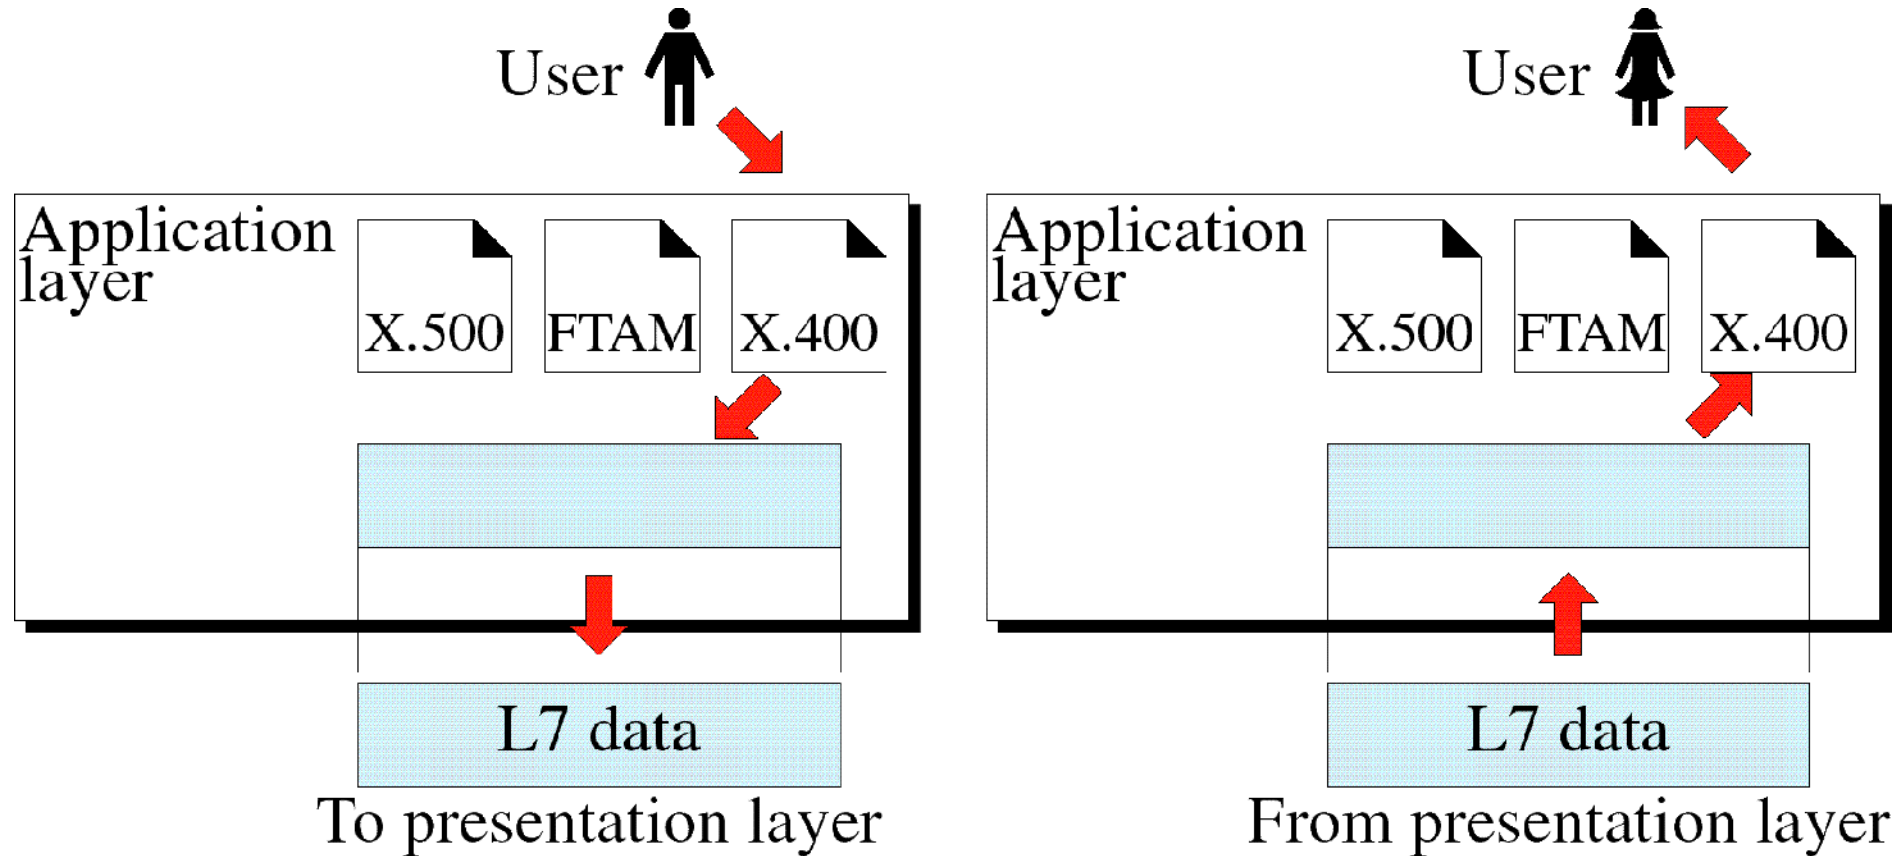 User
Application
layer
X.500 FTAM X.400
L7 data
To presentation layer
User
Application
layer
X.500 FTAM X.400
L7 data
From presentation layer